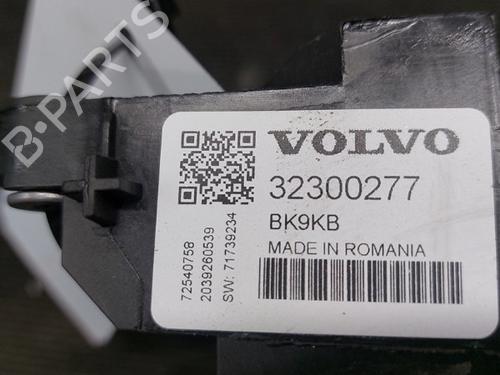 B-PARTS
VOLVO
32300277
BK9KB
MADE IN ROMANIA
72540758
2039260539
SW: 71739234